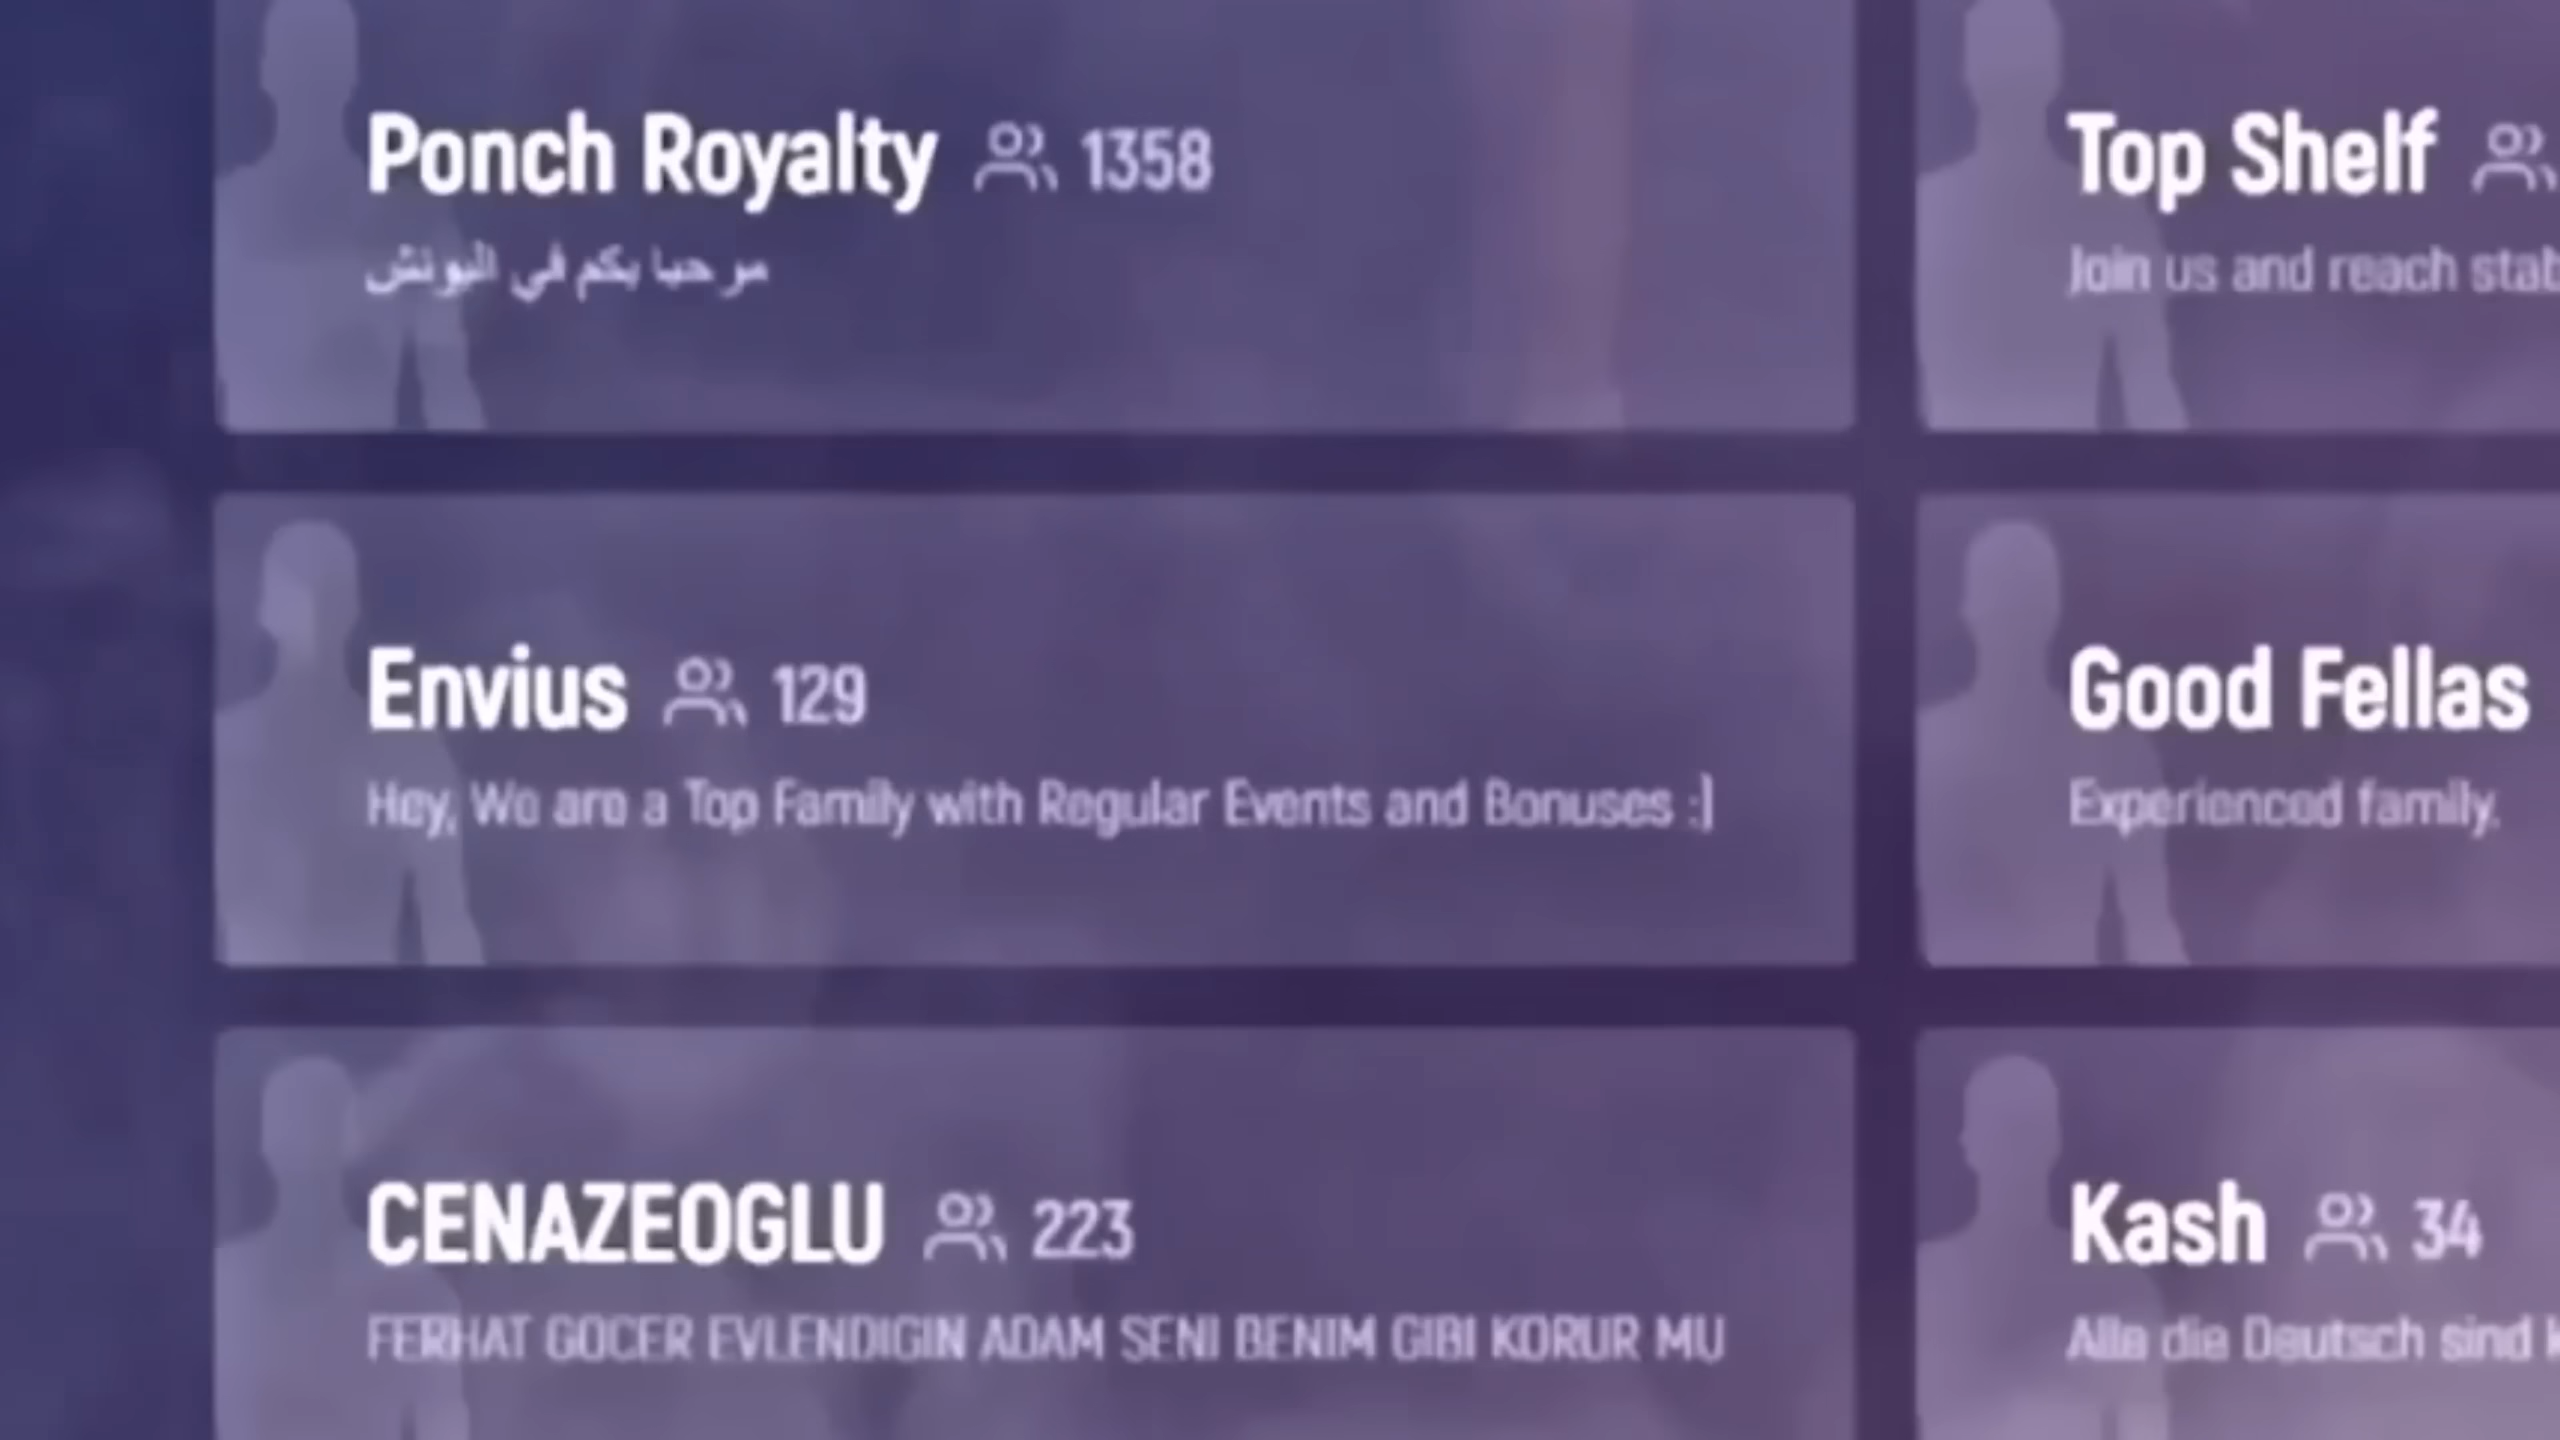 Ponch Royalty 1358
مرحبا بكم في البونش
Top Shelf
Join us and reach
Envius 129
Hey, We are a Top Family with Regular Events and Bonuses :]
Good Fellas
Experienced family.
CENAZEOGLU 223
FERHAT GOCER EVLENDIGIN ADAM SENI BENIM GIBI KORUR MU
Kash 34
Alle die Deutsch sind